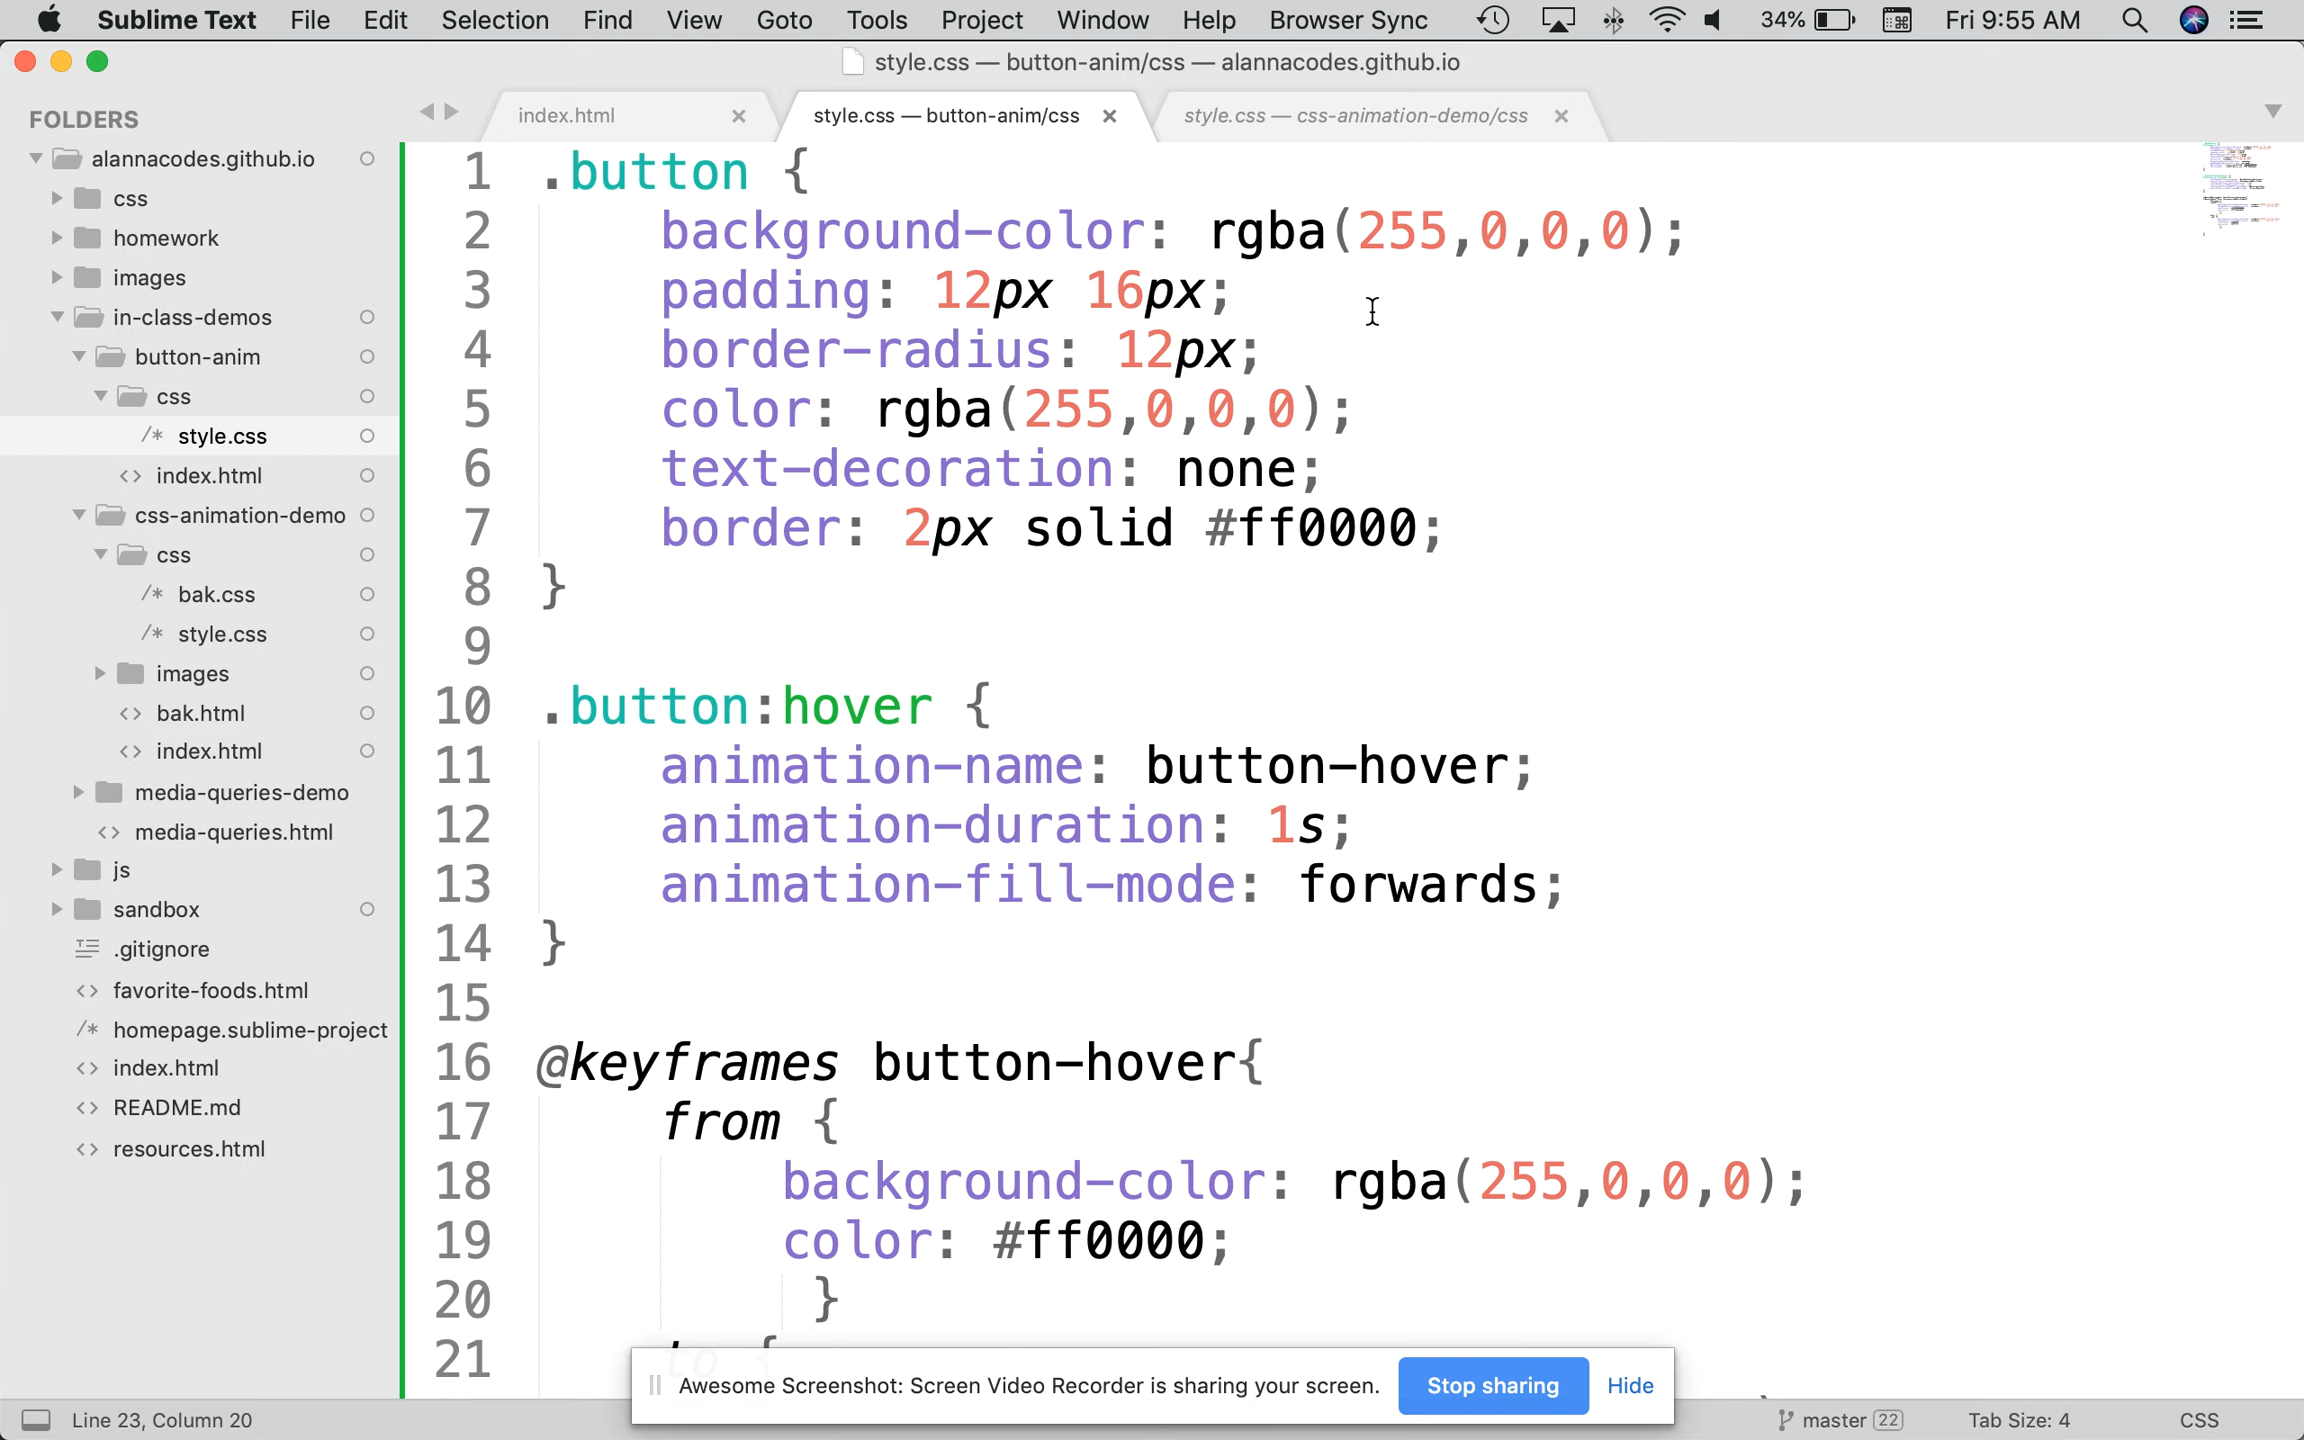 Sublime Text File Edit Selection Find View Goto Tools Project Window Help Browser Sync 34% Fri 9:55 AM
style.css — button-anim/css — alannacodes.github.io
FOLDERS
alannacodes.github.io
css
homework
images
in-class-demos
button-anim
css
/* style.css
<> index.html
css-animation-demo
css
/* bak.css
/* style.css
images
<> bak.html
<> index.html
media-queries-demo
<> media-queries.html
js
sandbox
.gitignore
<> favorite-foods.html
/* homepage.sublime-project
<> index.html
<> README.md
<> resources.html
index.html × style.css — button-anim/css × style.css — css-animation-demo/css ×
1 .button {
2 background-color: rgba(255,0,0,0);
3 padding: 12px 16px;
4 border-radius: 12px;
5 color: rgba(255,0,0,0);
6 text-decoration: none;
7 border: 2px solid #ff0000;
8 }
9
10 .button:hover {
11 animation-name: button-hover;
12 animation-duration: 1s;
13 animation-fill-mode: forwards;
14 }
15
16 @keyframes button-hover{
17 from {
18 background-color: rgba(255,0,0,0);
19 color: #ff0000;
20 }
21 to {
Awesome Screenshot: Screen Video Recorder is sharing your screen. Stop sharing Hide
Line 23, Column 20 master 22 Tab Size: 4 CSS